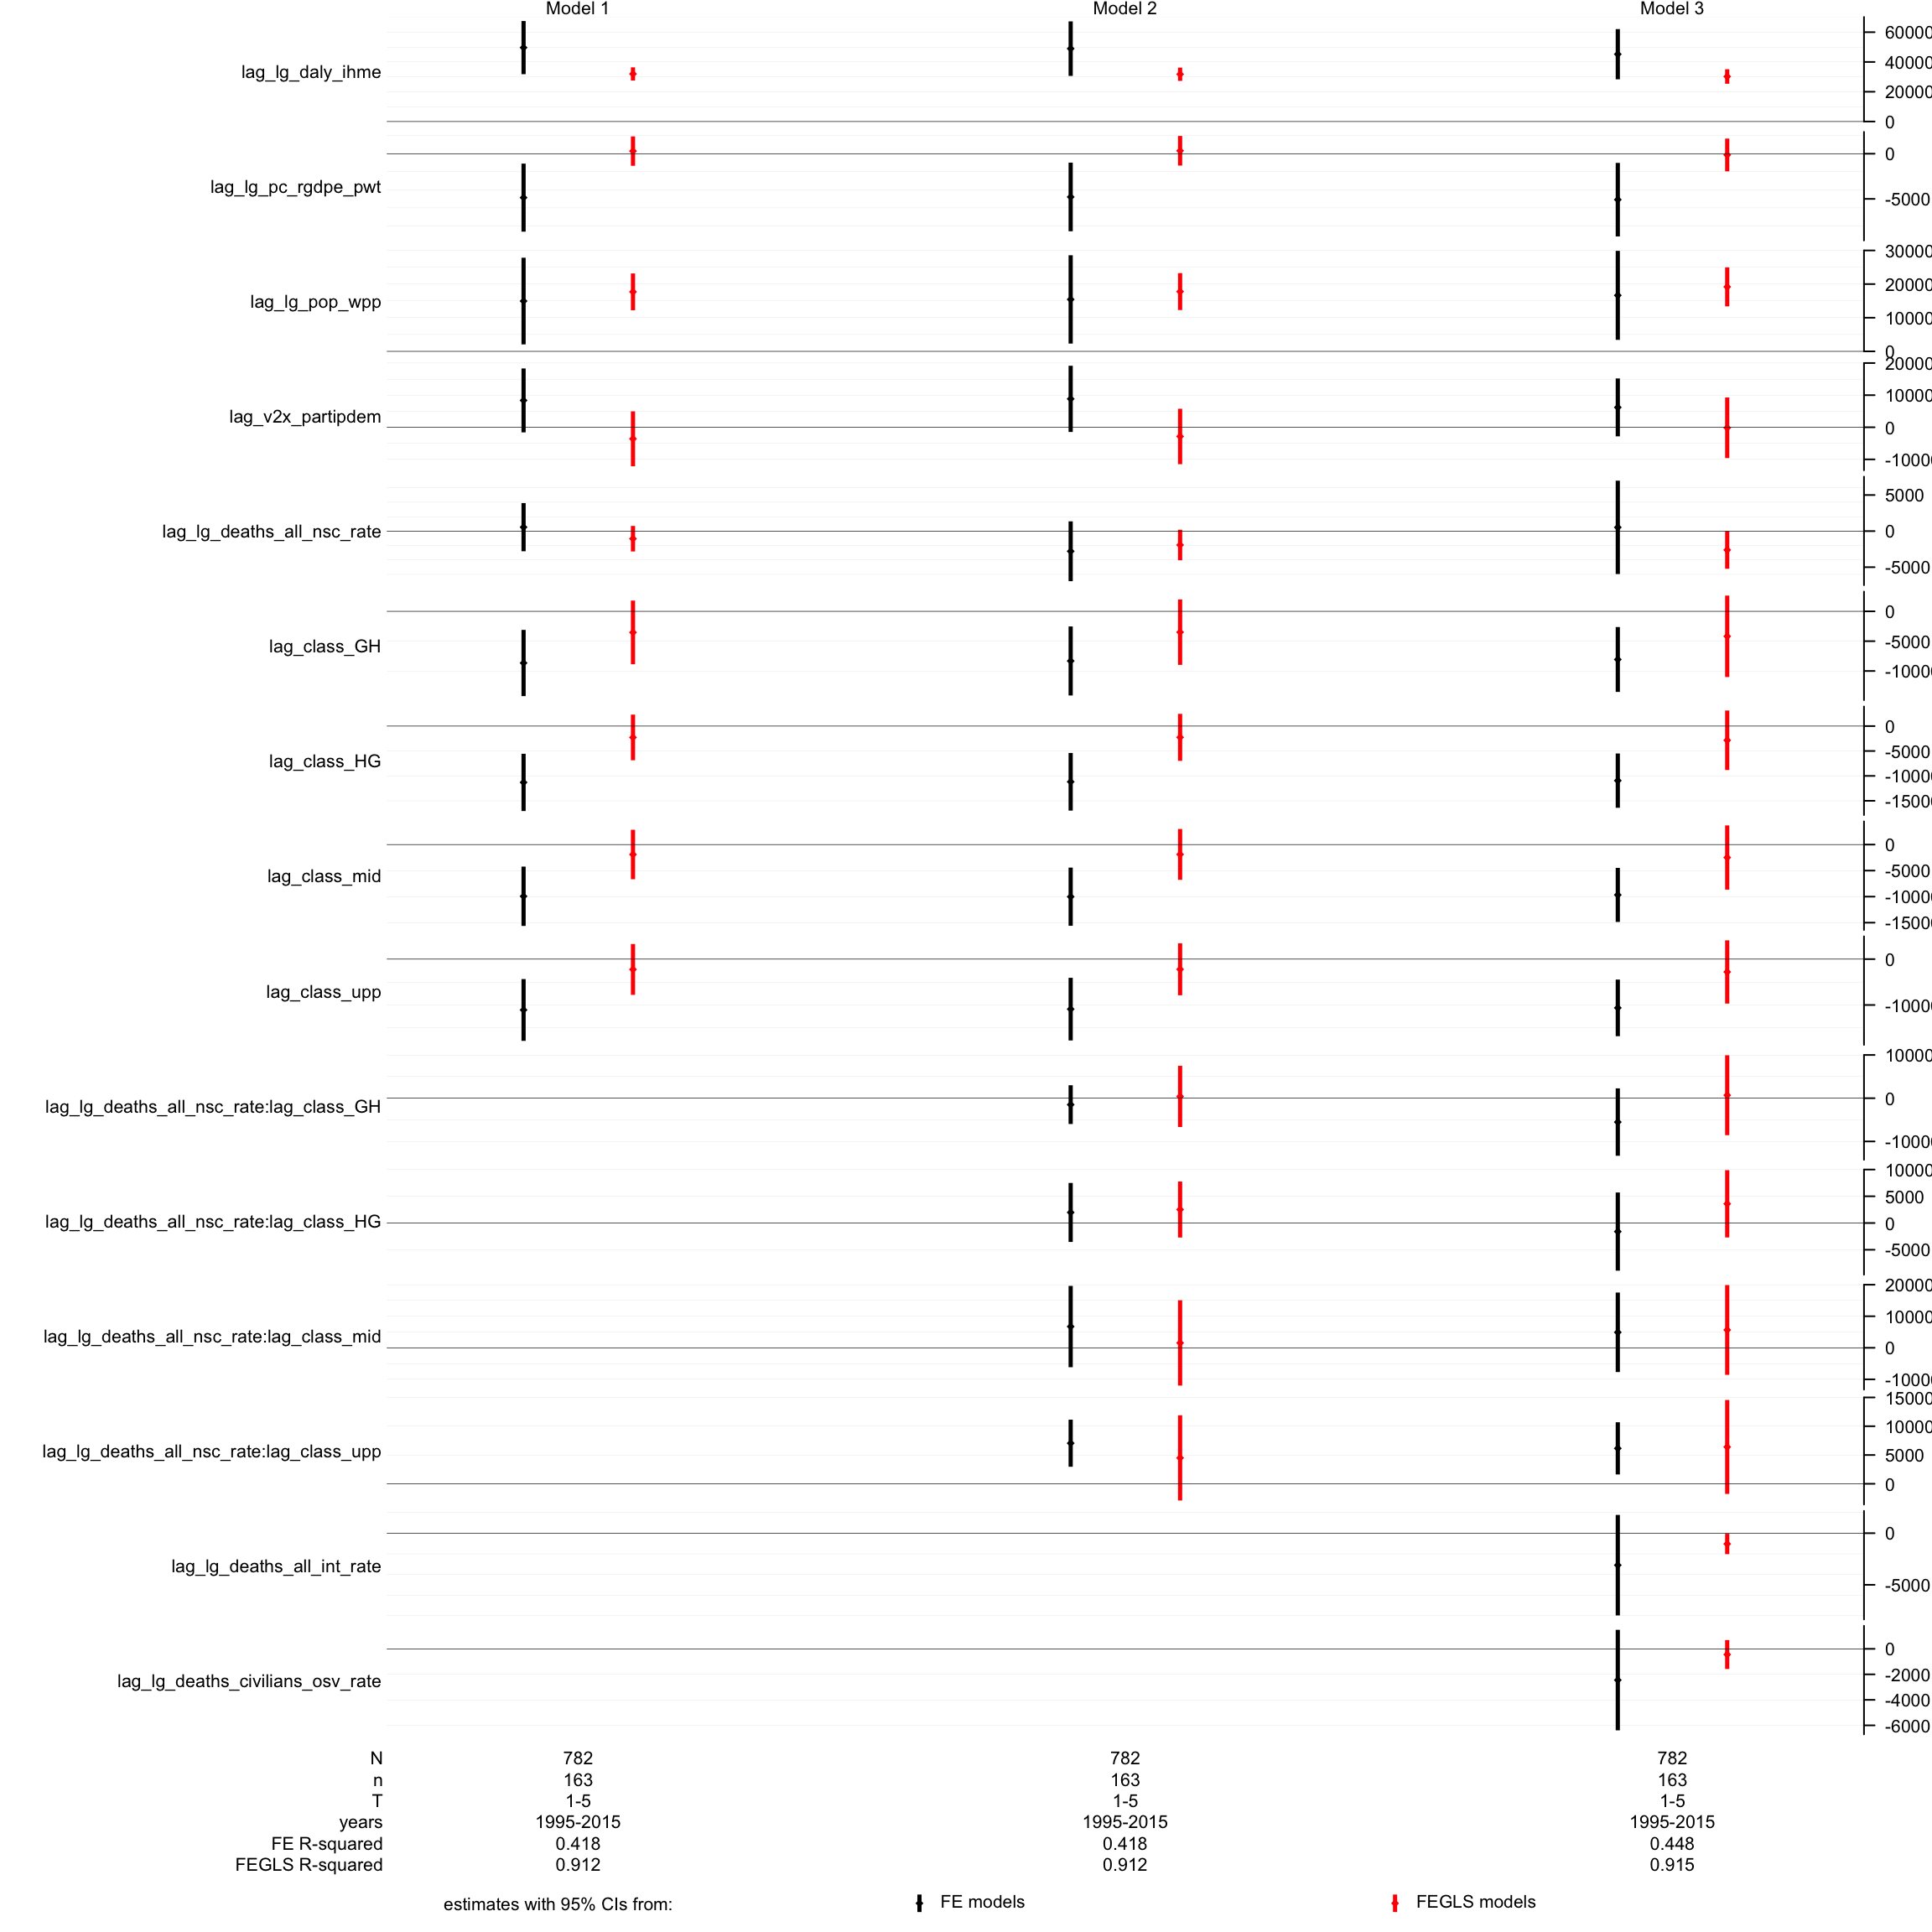 Model 1 Model 2 Model 3
lag_lg_daly_ihme
60000
40000
20000
0
lag_lg_pc_rgdpe_pwt
0
-5000
lag_lg_pop_wpp
30000
20000
10000
0
lag_v2x_partipdem
20000
10000
0
-10000
lag_lg_deaths_all_nsc_rate
5000
0
-5000
lag_class_GH
0
-5000
-10000
lag_class_HG
0
-5000
-10000
-15000
lag_class_mid
0
-5000
-10000
-15000
lag_class_upp
0
-10000
lag_lg_deaths_all_nsc_rate:lag_class_GH
10000
0
-10000
lag_lg_deaths_all_nsc_rate:lag_class_HG
10000
5000
0
-5000
lag_lg_deaths_all_nsc_rate:lag_class_mid
20000
10000
0
-10000
lag_lg_deaths_all_nsc_rate:lag_class_upp
15000
10000
5000
0
lag_lg_deaths_all_int_rate
0
-5000
lag_lg_deaths_civilians_osv_rate
0
-2000
-4000
-6000
N 782 782 782
n 163 163 163
T 1-5 1-5 1-5
years 1995-2015 1995-2015 1995-2015
FE R-squared 0.418 0.418 0.448
FEGLS R-squared 0.912 0.912 0.915
estimates with 95% CIs from: FE models FEGLS models